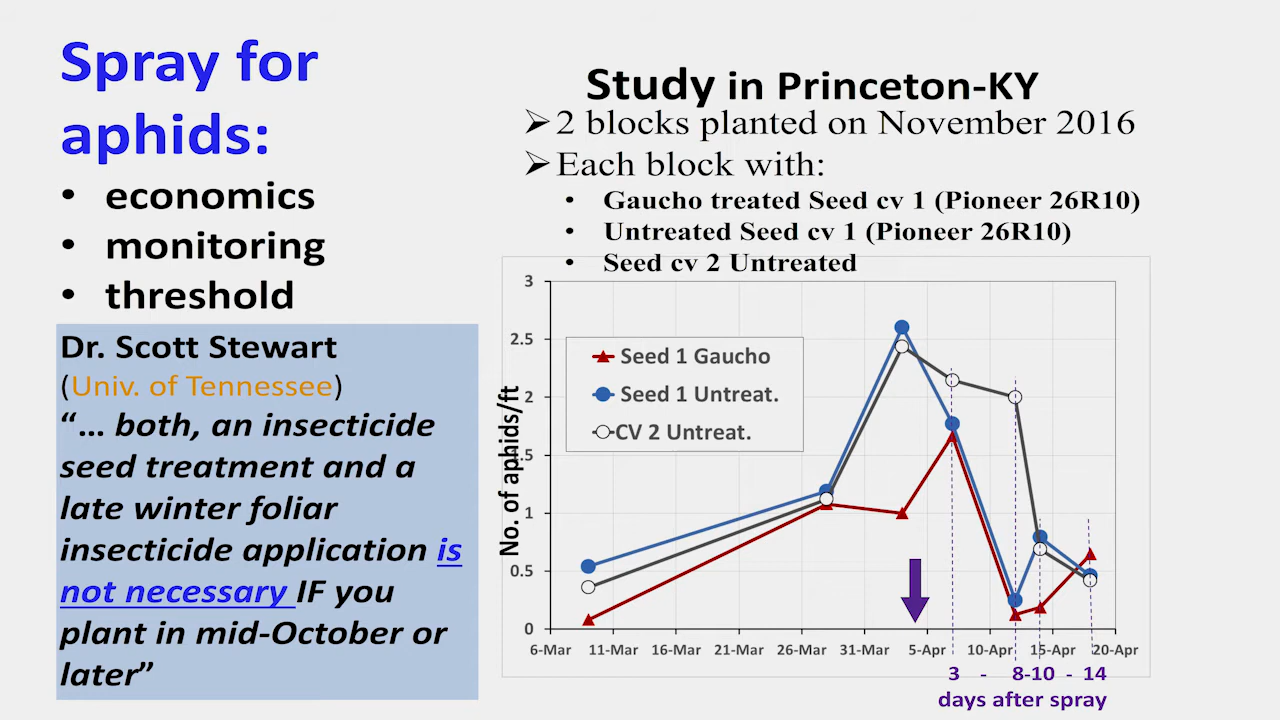 Spray for
aphids:
• economics
• monitoring
• threshold
Dr. Scott Stewart
(Univ. of Tennessee)
“… both, an insecticide
seed treatment and a
late winter foliar
insecticide application is
not necessary IF you
plant in mid-October or
later”
Study in Princeton-KY
➢2 blocks planted on November 2016
➢Each block with:
• Gaucho treated Seed cv 1 (Pioneer 26R10)
• Untreated Seed cv 1 (Pioneer 26R10)
• Seed cv 2 Untreated
3
2.5
2
1.5
1
0.5
0
No. of aphids/ft
Seed 1 Gaucho
Seed 1 Untreat.
CV 2 Untreat.
6-Mar 11-Mar 16-Mar 21-Mar 26-Mar 31-Mar 5-Apr 10-Apr 15-Apr 20-Apr
3 - 8-10 - 14
days after spray